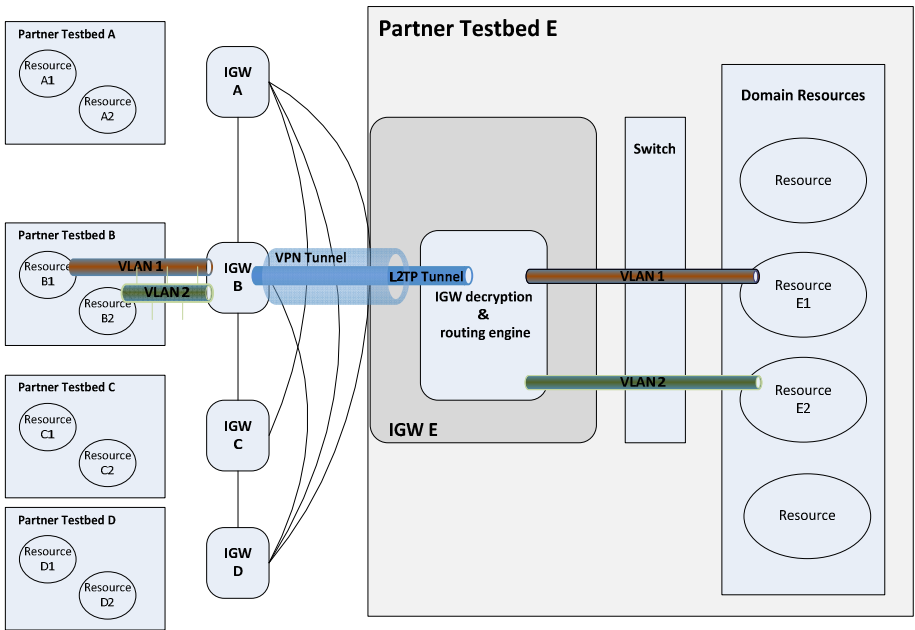 Partner Testbed A
Resource
A1
Resource
A2
Partner Testbed B
Resource
B1
Resource
B2
VLAN 1
VLAN 2
Partner Testbed C
Resource
C1
Resource
C2
Partner Testbed D
Resource
D1
Resource
D2
IGW
A
IGW
B
IGW
C
IGW
D
VPN Tunnel
L2TP Tunnel
Partner Testbed E
IGW decryption
&
routing engine
IGW E
Switch
VLAN 1
VLAN 2
Domain Resources
Resource
Resource
E1
Resource
E2
Resource